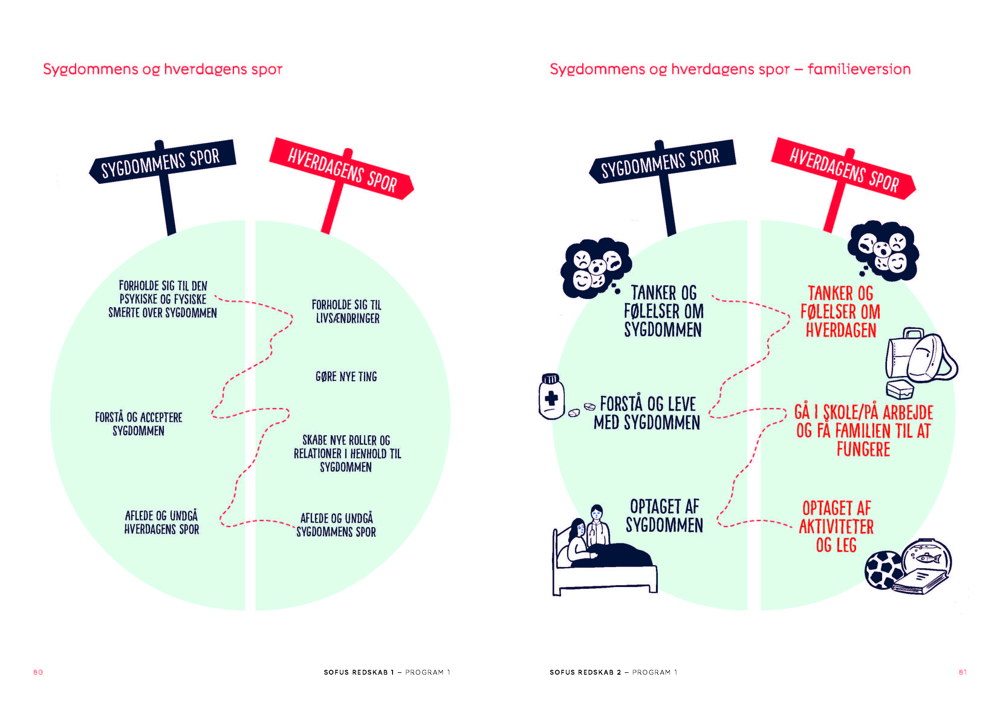 Sygdommens og hverdagens spor
SYGDOMMENS SPOR
HVERDAGENS SPOR
FORHOLDE SIG TIL DEN
PSYKISKE OG FYSISKE
SMERTE OVER SYGDOMMEN
FORSTÅ OG ACCEPTERE
SYGDOMMEN
AFLEDE OG UNDGÅ
HVERDAGENS SPOR
FORHOLDE SIG TIL
LIVSÆNDRINGER
GØRE NYE TING
SKABE NYE ROLLER OG
RELATIONER I HENHOLD TIL
SYGDOMMEN
AFLEDE OG UNDGÅ
SYGDOMMENS SPOR
80
SOFUS REDSKAB 1 – PROGRAM 1
Sygdommens og hverdagens spor – familieversion
SYGDOMMENS SPOR
HVERDAGENS SPOR
TANKER OG
FØLELSER OM
SYGDOMMEN
FORSTÅ OG LEVE
MED SYGDOMMEN
OPTAGET AF
SYGDOMMEN
TANKER OG
FØLELSER OM
HVERDAGEN
GÅ I SKOLE/PÅ ARBEJDE
OG FÅ FAMILIEN TIL AT
FUNGERE
OPTAGET AF
AKTIVITETER
OG LEG
SOFUS REDSKAB 2 – PROGRAM 1
81